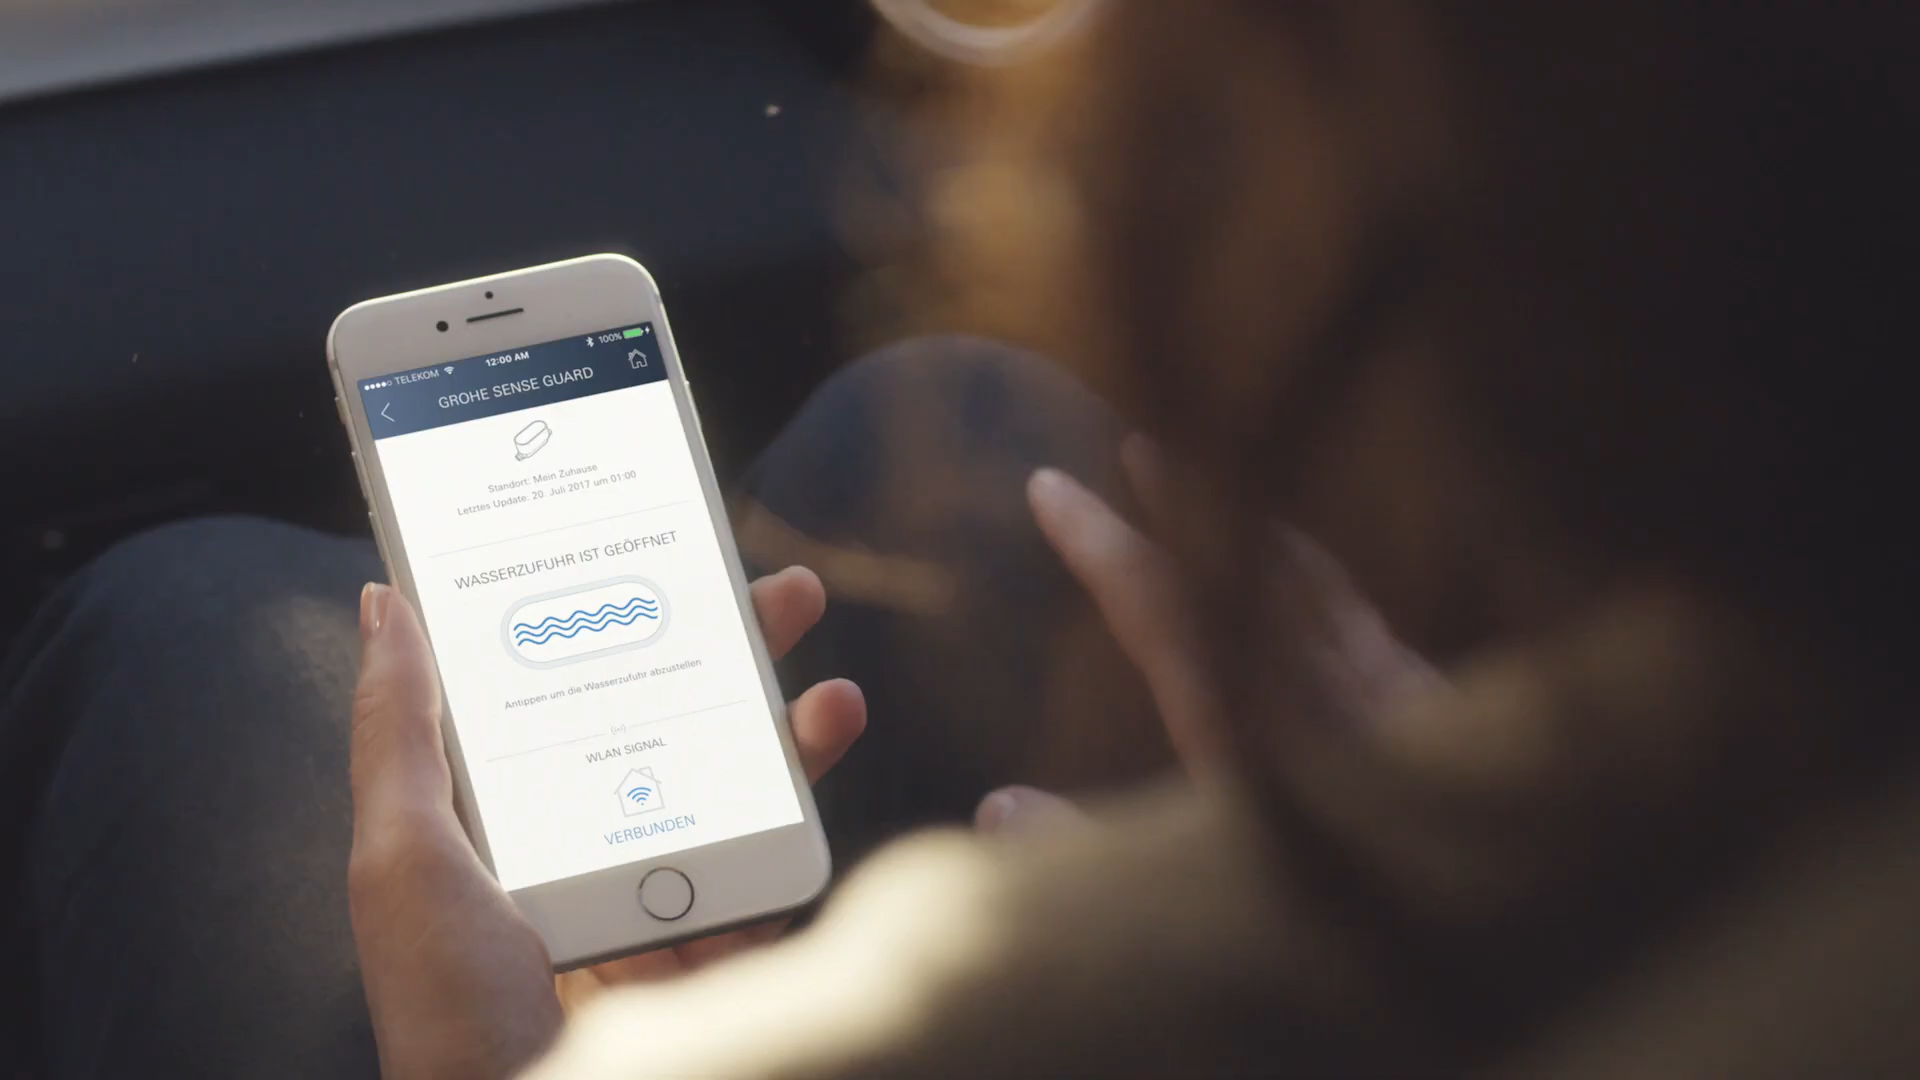 TELEKOM 12:00 AM 100%
GROHE SENSE GUARD
Standort: Mein Zuhause
Letztes Update: 20. Juli 2017 um 01:00
WASSERZUFUHR IST GEÖFFNET
Antippen um die Wasserzufuhr abzustellen
WLAN SIGNAL
VERBUNDEN